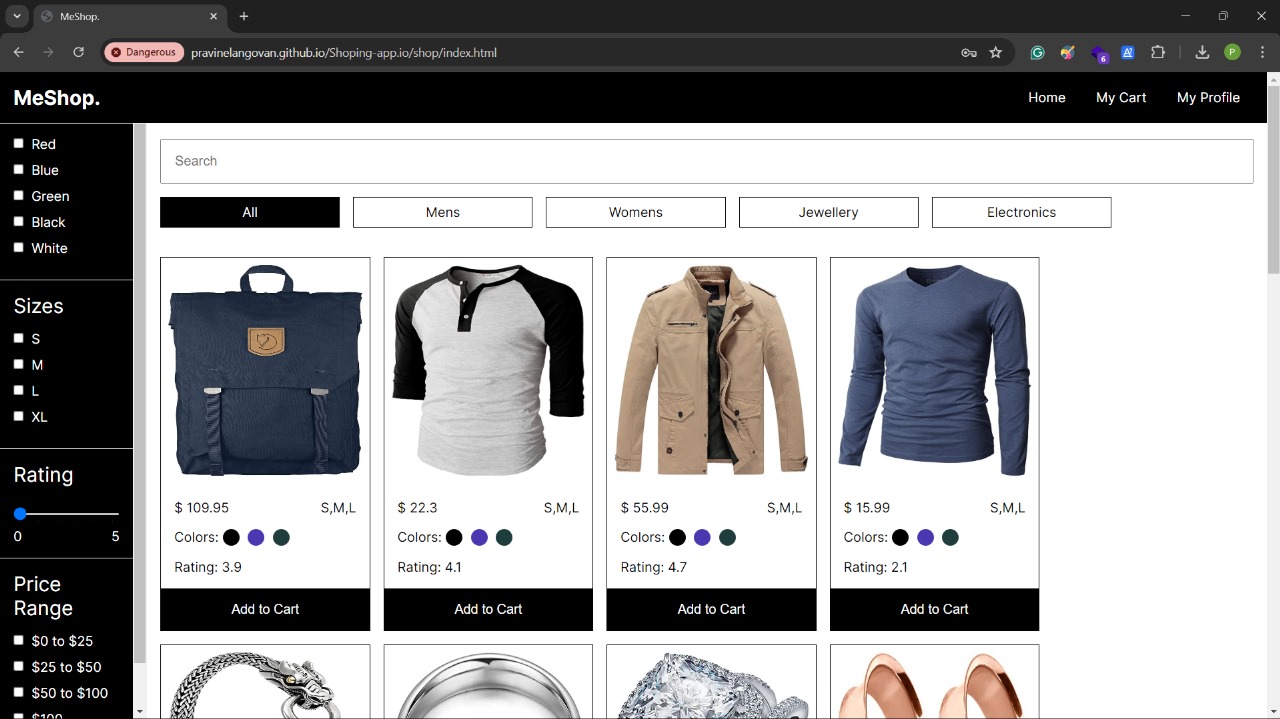 MeShop.
Dangerous
pravinelangovan.github.io/Shoping-app.io/shop/index.html
6
P
MeShop.
Home
My Cart
My Profile
Red
Blue
Green
Black
White
Sizes
S
M
L
XL
Rating
0 5
Price
Range
$0 to $25
$25 to $50
$50 to $100
$100
Search
All
Mens
Womens
Jewellery
Electronics
$ 109.95 S,M,L
Colors:
Rating: 3.9
Add to Cart
$ 22.3 S,M,L
Colors:
Rating: 4.1
Add to Cart
$ 55.99 S,M,L
Colors:
Rating: 4.7
Add to Cart
$ 15.99 S,M,L
Colors:
Rating: 2.1
Add to Cart